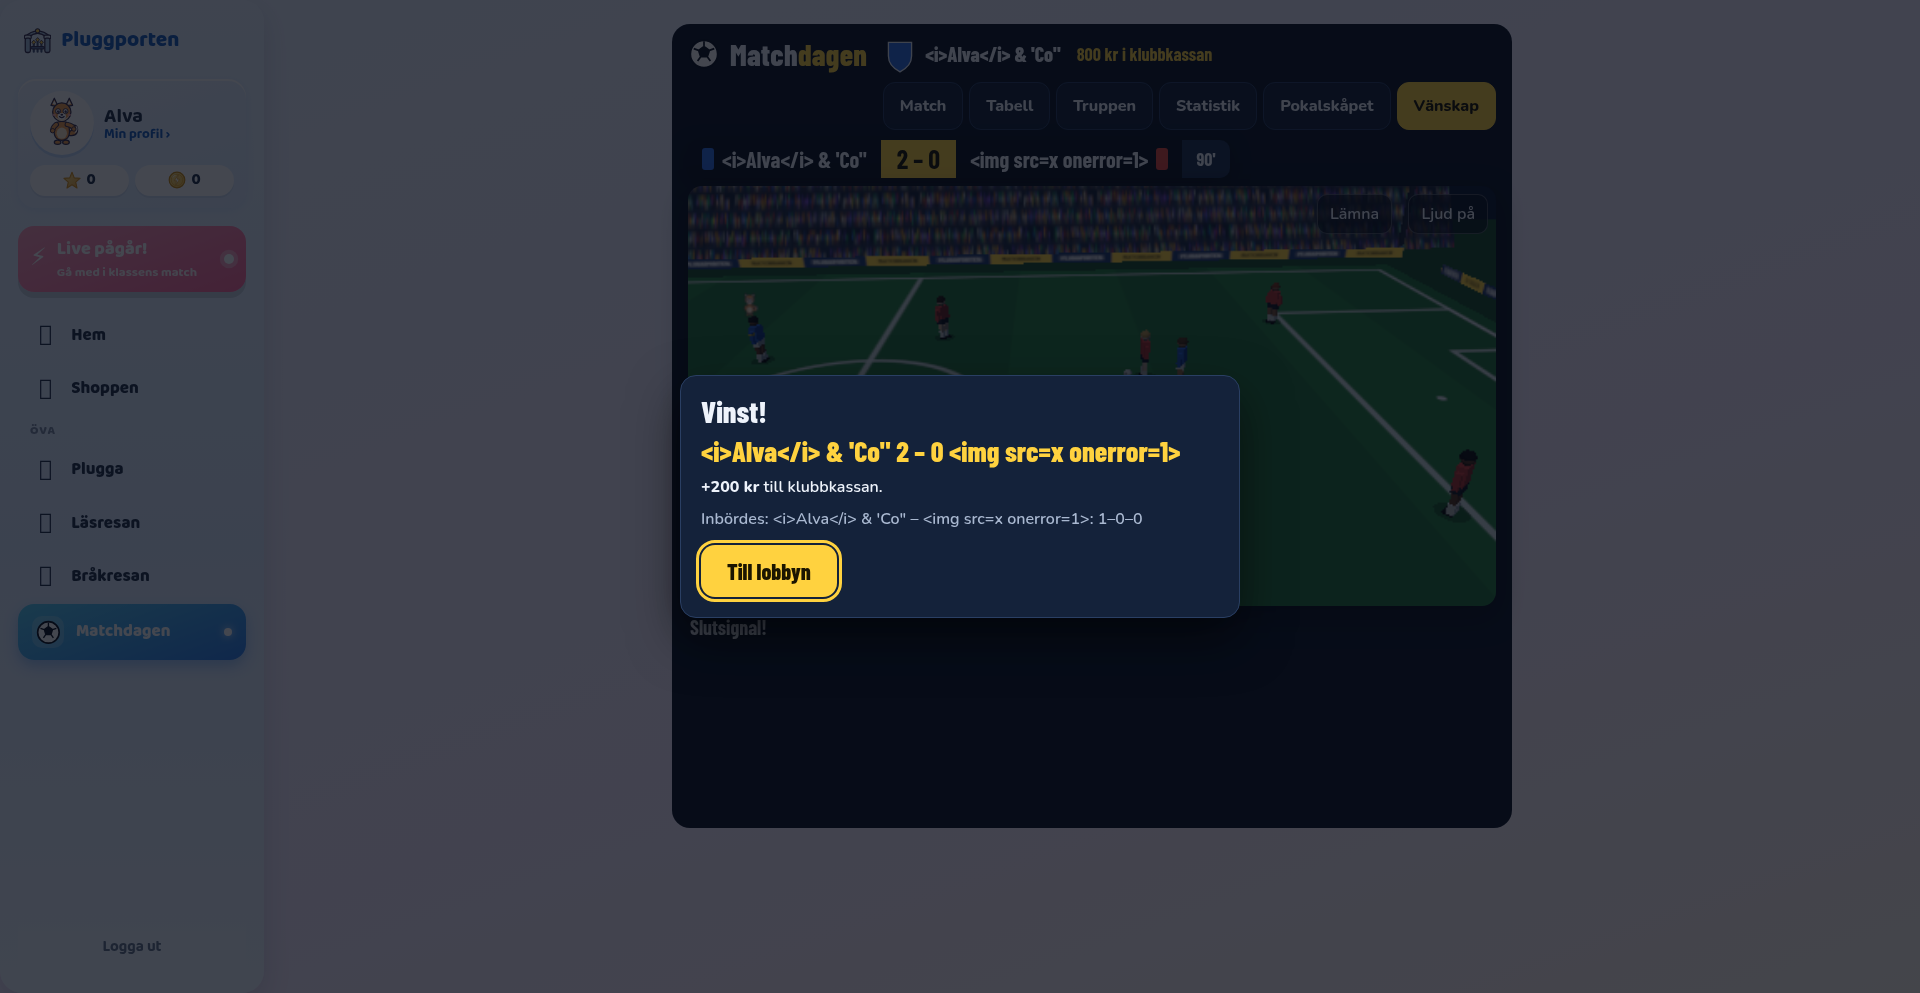 Pluggporten
Alva
Min profil ›
0
0
Live pågår!
Gå med i klassens match
Hem
Shoppen
ÖVA
Plugga
Läsresan
Bråkresan
Matchdagen
Logga ut
Matchdagen
<i>Alva</i> & 'Co"
800 kr i klubbkassan
Match
Tabell
Truppen
Statistik
Pokalskåpet
Vänskap
<i>Alva</i> & 'Co" 2 – 0 <img src=x onerror=1> 90'
Lämna
Ljud på
Vinst!
<i>Alva</i> & 'Co" 2 – 0 <img src=x onerror=1>
+200 kr till klubbkassan.
Inbördes: <i>Alva</i> & 'Co" – <img src=x onerror=1>: 1–0–0
Till lobbyn
Slutsignal!